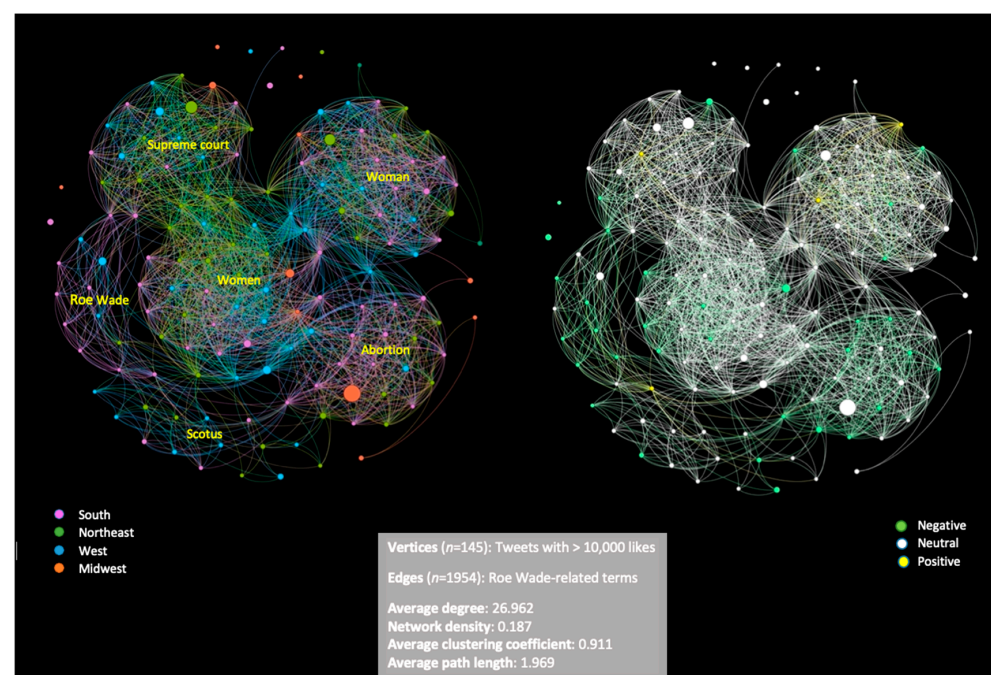 Supreme court
Woman
Women
Roe Wade
Abortion
Scotus
South
Northeast
West
Midwest
Negative
Neutral
Positive
Vertices (n=145): Tweets with > 10,000 likes
Edges (n=1954): Roe Wade-related terms
Average degree: 26.962
Network density: 0.187
Average clustering coefficient: 0.911
Average path length: 1.969